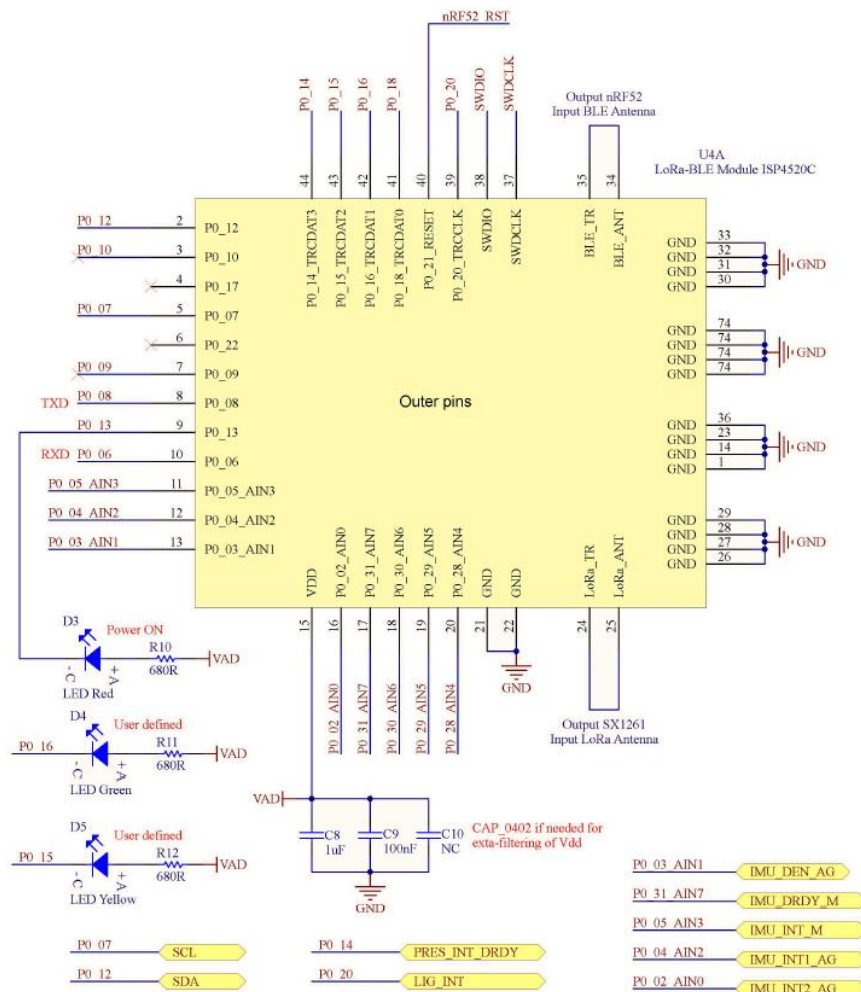 nRF52_RST
P0_14
P0_15
P0_16
P0_18
P0_20
SWDIO
SWDCLK
Output nRF52
Input BLE Antenna
U4A
LoRa-BLE Module ISP4520C
44
43
42
41
40
39
38
37
35
34
P0_14_TRCDAT3
P0_15_TRCDAT2
P0_16_TRCDAT1
P0_18_TRCDAT0
P0_21_RESET
P0_20_TRCCLK
SWDIO
SWDCLK
BLE_TR
BLE_ANT
P0_12 2 P0_12
P0_10 3 P0_10
4 P0_17
P0_07 5 P0_07
6 P0_22
P0_09 7 P0_09
TXD P0_08 8 P0_08
P0_13 9 P0_13
RXD P0_06 10 P0_06
P0_05_AIN3 11 P0_05_AIN3
P0_04_AIN2 12 P0_04_AIN2
P0_03_AIN1 13 P0_03_AIN1
Outer pins
GND 33
GND 32
GND 31
GND 30
GND
GND 74
GND 74
GND 74
GND 74
GND
GND 36
GND 23
GND 14
GND 1
GND
GND 29
GND 28
GND 27
GND 26
GND
VDD
P0_02_AIN0
P0_31_AIN7
P0_30_AIN6
P0_29_AIN5
P0_28_AIN4
GND
GND
LoRa_TR
LoRa_ANT
15
16
17
18
19
20
21
22
24
25
P0_02_AIN0
P0_31_AIN7
P0_30_AIN6
P0_29_AIN5
P0_28_AIN4
GND
Output SX1261
Input LoRa Antenna
D3
Power ON
R10
680R
VAD
- C
+A
LED Red
D4
User defined
P0_16
R11
680R
VAD
- C
+A
LED Green
D5
User defined
P0_15
R12
680R
VAD
- C
+A
LED Yellow
VAD
C8
1uF
C9
100nF
C10
NC
CAP_0402 if needed for
exta-filtering of Vdd
GND
P0_07 SCL
P0_12 SDA
P0_14 PRES_INT_DRDY
P0_20 LIG_INT
P0_03_AIN1 IMU_DEN_AG
P0_31_AIN7 IMU_DRDY_M
P0_05_AIN3 IMU_INT_M
P0_04_AIN2 IMU_INT1_AG
P0_02_AIN0 IMU_INT2_AG